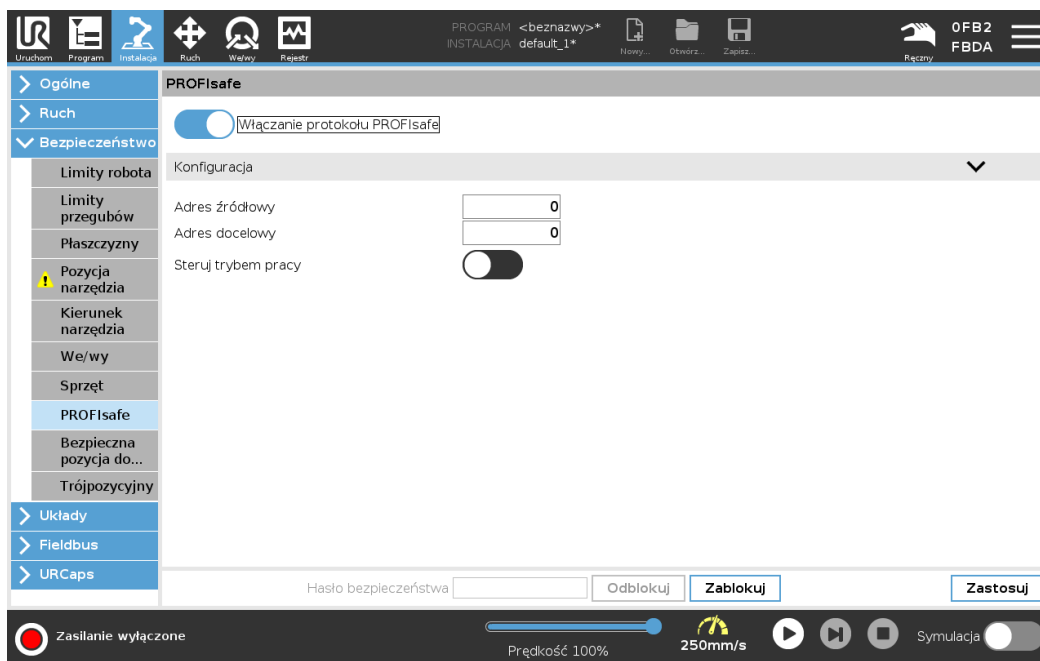 PROGRAM <beznazwy>*
INSTALACJA default_1*
Uruchom Program Instalacja Ruch We/wy Rejestr Nowy... Otwórz... Zapisz... Ręczny
0FB2
FBDA
Ogólne
Ruch
Bezpieczeństwo
Limity robota
Limity
przegubów
Płaszczyzny
Pozycja
narzędzia
Kierunek
narzędzia
We/wy
Sprzęt
PROFIsafe
Bezpieczna
pozycja do...
Trójpozycyjny
Układy
Fieldbus
URCaps
PROFIsafe
Włączanie protokołu PROFIsafe
Konfiguracja
Adres źródłowy 0
Adres docelowy 0
Steruj trybem pracy
Hasło bezpieczeństwa Odblokuj Zablokuj Zastosuj
Zasilanie wyłączone
Prędkość 100%
250mm/s
Symulacja